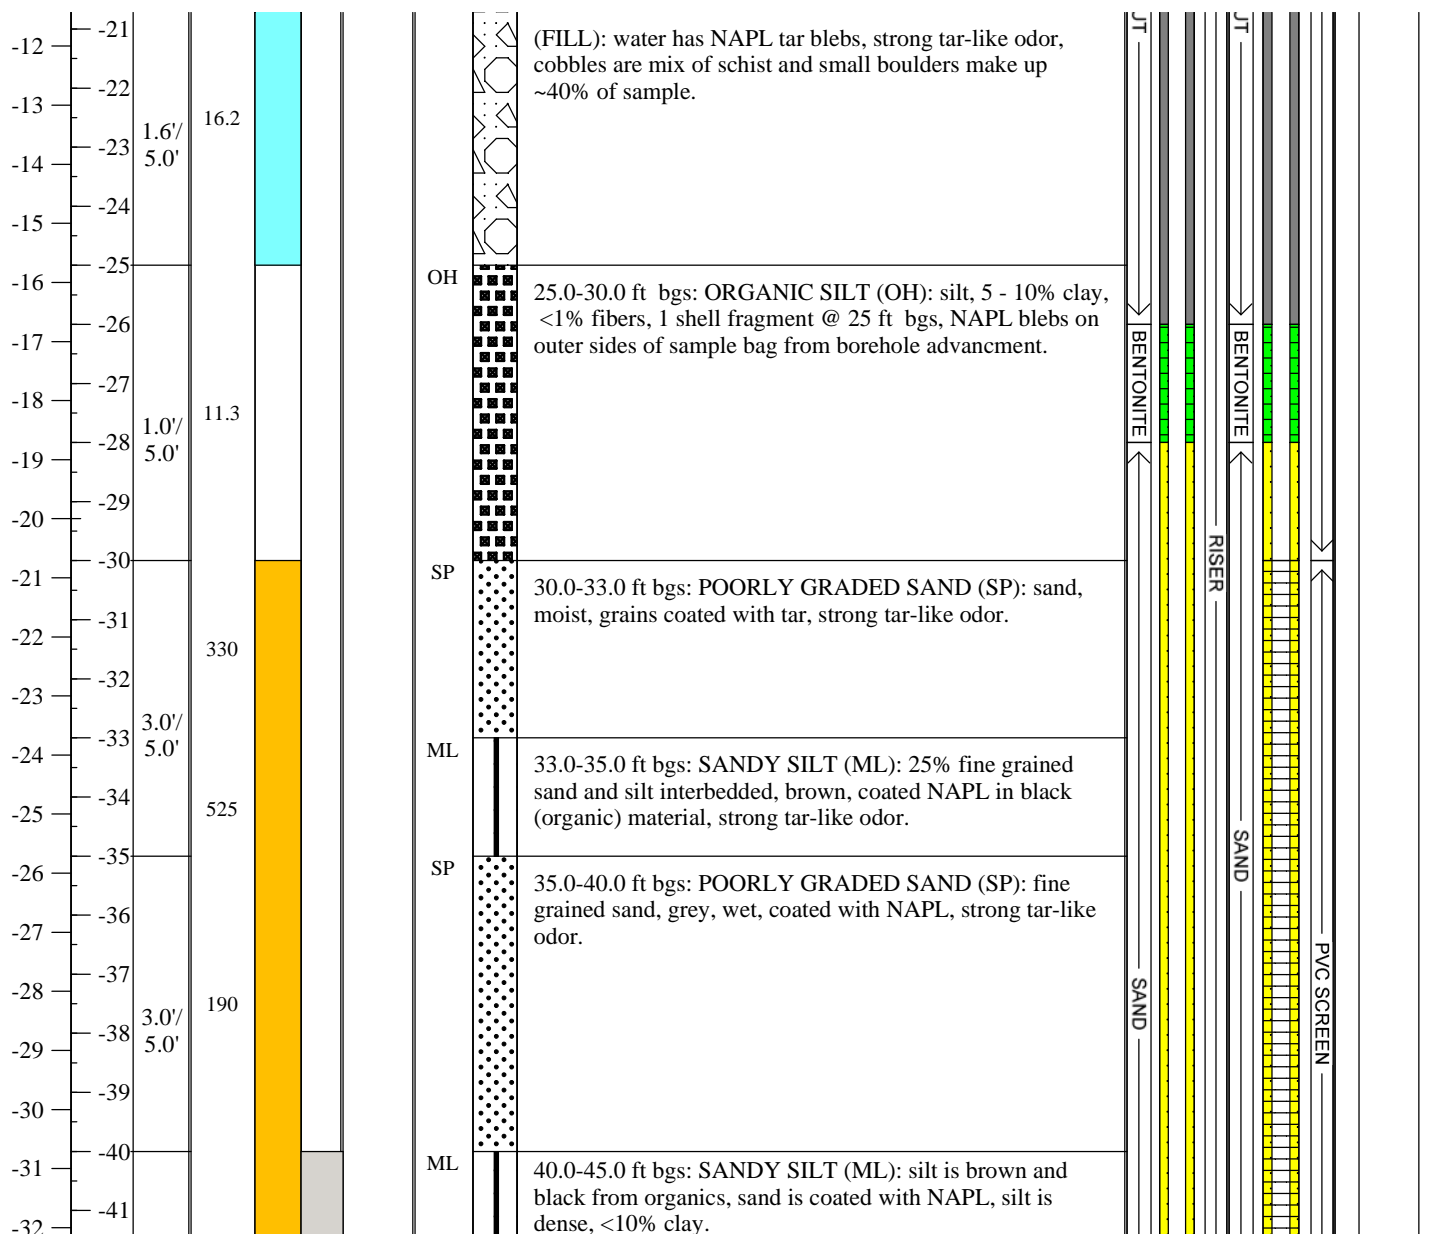 -12
-13
-14
-15
-16
-17
-18
-19
-20
-21
-22
-23
-24
-25
-26
-27
-28
-29
-30
-31
-32
-21
-22
-23
-24
-25
-26
-27
-28
-29
-30
-31
-32
-33
-34
-35
-36
-37
-38
-39
-40
-41
1.6'/
5.0'
1.0'/
5.0'
3.0'/
5.0'
3.0'/
5.0'
16.2
11.3
330
525
190
OH
SP
ML
SP
ML
(FILL): water has NAPL tar blebs, strong tar-like odor,
cobbles are mix of schist and small boulders make up
~40% of sample.
25.0-30.0 ft bgs: ORGANIC SILT (OH): silt, 5 - 10% clay,
<1% fibers, 1 shell fragment @ 25 ft bgs, NAPL blebs on
outer sides of sample bag from borehole advancment.
30.0-33.0 ft bgs: POORLY GRADED SAND (SP): sand,
moist, grains coated with tar, strong tar-like odor.
33.0-35.0 ft bgs: SANDY SILT (ML): 25% fine grained
sand and silt interbedded, brown, coated NAPL in black
(organic) material, strong tar-like odor.
35.0-40.0 ft bgs: POORLY GRADED SAND (SP): fine
grained sand, grey, wet, coated with NAPL, strong tar-like
odor.
40.0-45.0 ft bgs: SANDY SILT (ML): silt is brown and
black from organics, sand is coated with NAPL, silt is
dense, <10% clay.
UT
BENTONITE
SAND
RISER
UT
BENTONITE
SAND
PVC SCREEN